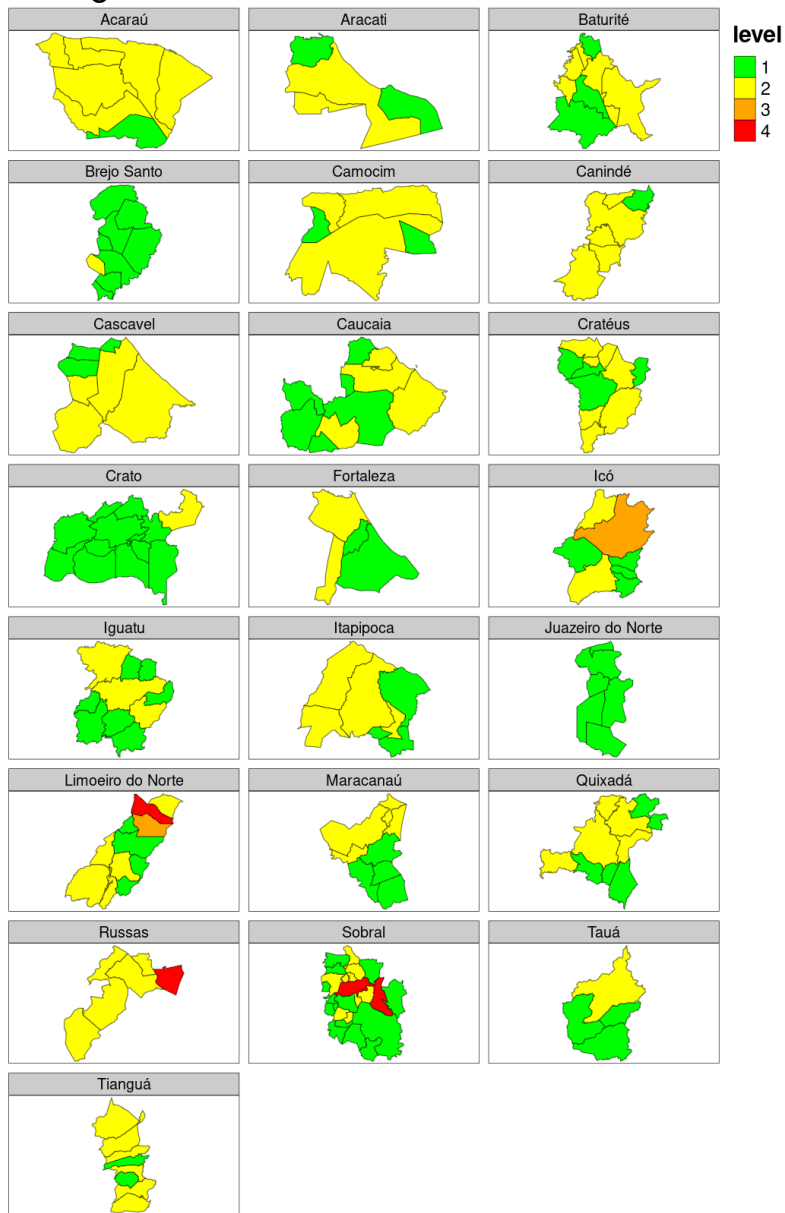 Acaraú
Aracati
Baturité
level
1
2
3
4
Brejo Santo
Camocim
Canindé
Cascavel
Caucaia
Cratéus
Crato
Fortaleza
Icó
Iguatu
Itapipoca
Juazeiro do Norte
Limoeiro do Norte
Maracanaú
Quixadá
Russas
Sobral
Tauá
Tianguá